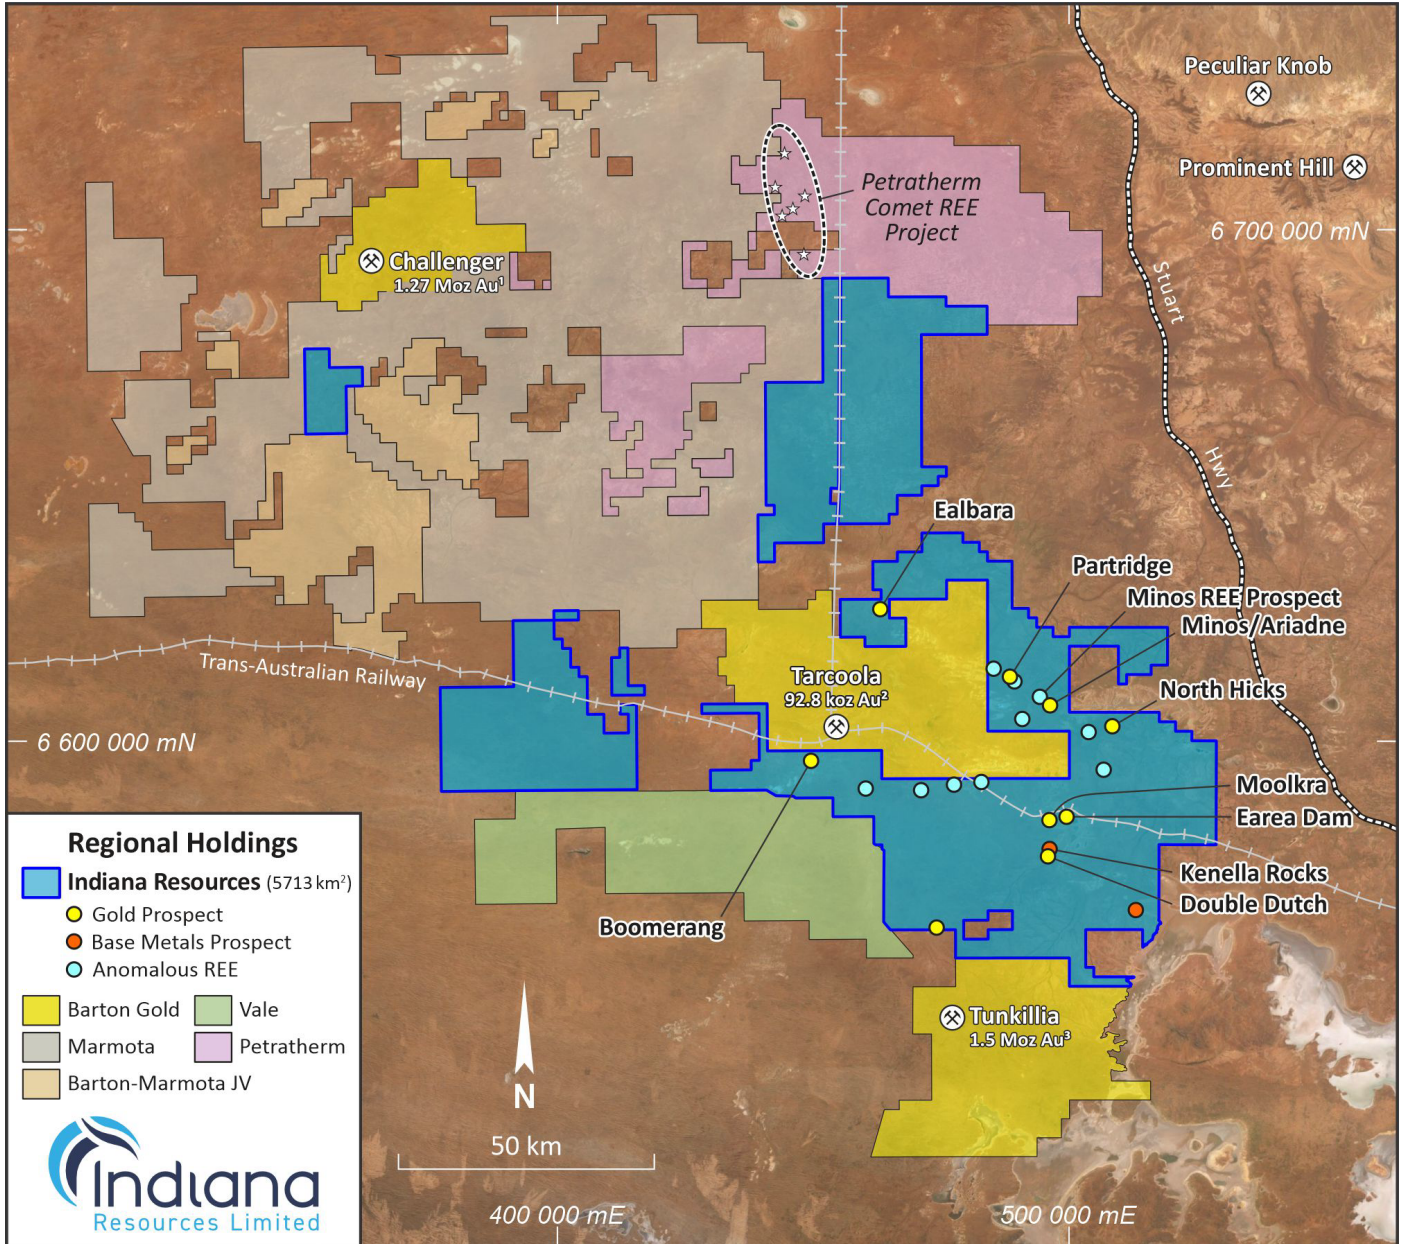 Peculiar Knob
Prominent Hill
Petratherm
Comet REE
Project
6 700 000 mN
Challenger
1.27 Moz Au¹
Stuart
Hwy
Ealbara
Partridge
Minos REE Prospect
Minos/Ariadne
Trans-Australian Railway
Tarcoola
92.8 koz Au²
North Hicks
6 600 000 mN
Moolkra
Earea Dam
Kenella Rocks
Double Dutch
Boomerang
Tunkillia
1.5 Moz Au³
Regional Holdings
Indiana Resources (5713 km²)
Gold Prospect
Base Metals Prospect
Anomalous REE
Barton Gold
Vale
Marmota
Petratherm
Barton-Marmota JV
Indiana
Resources Limited
N
50 km
400 000 mE
500 000 mE